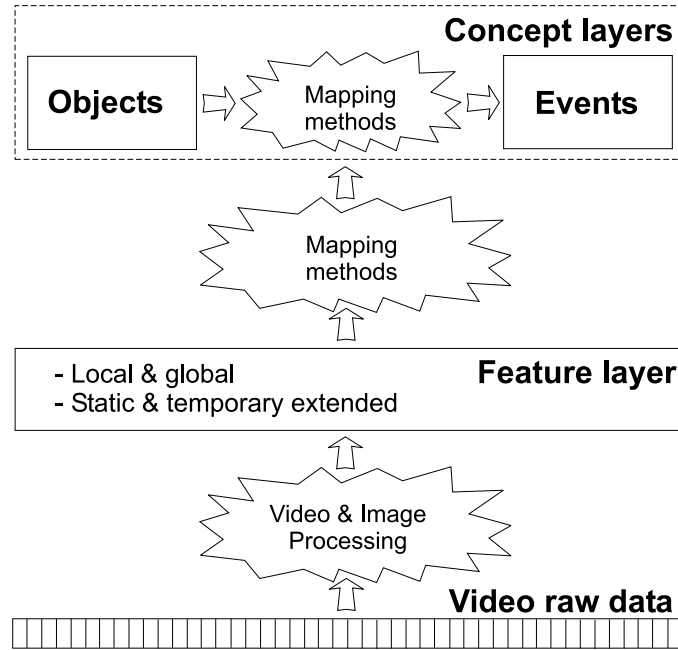 Concept layers
Objects
Mapping
methods
Events
Mapping
methods
- Local & global
- Static & temporary extended
Feature layer
Video & Image
Processing
Video raw data